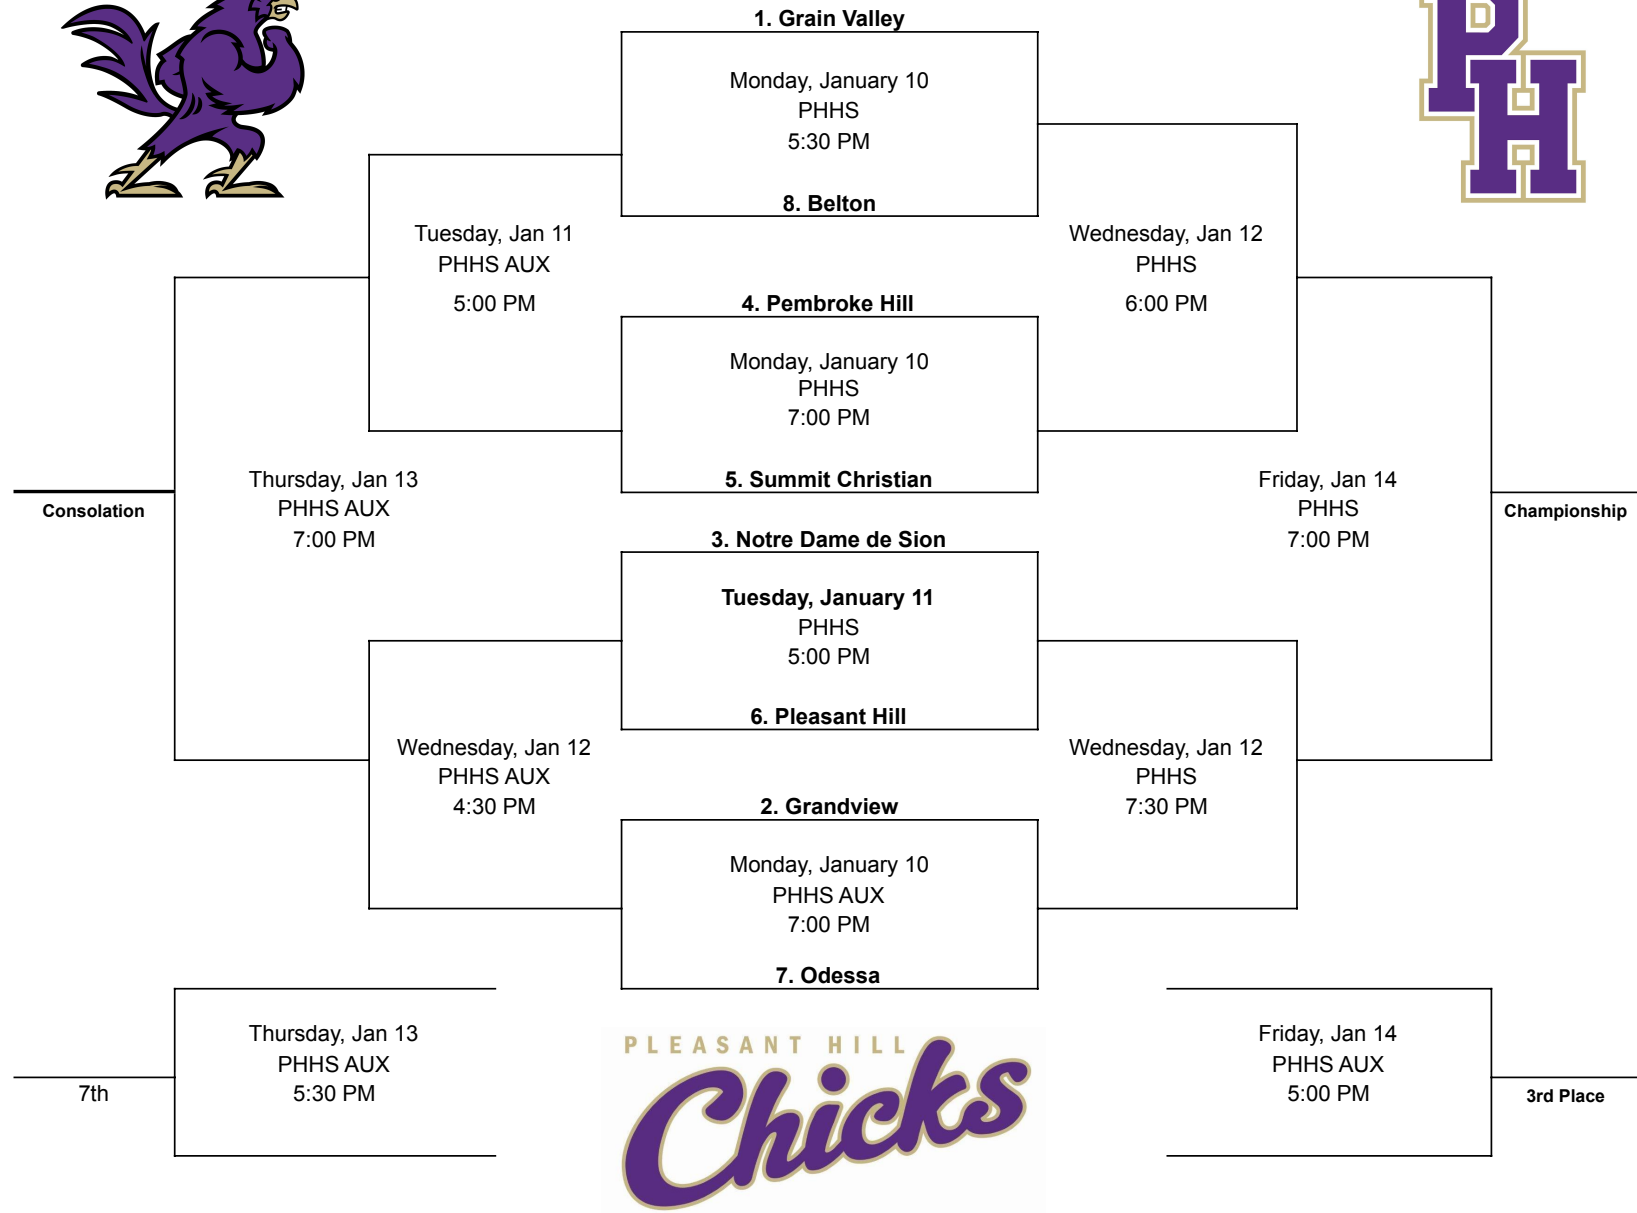 1. Grain Valley
PH
Monday, January 10
PHHS
5:30 PM
8. Belton
Tuesday, Jan 11
PHHS AUX
5:00 PM
Wednesday, Jan 12
PHHS
6:00 PM
4. Pembroke Hill
Monday, January 10
PHHS
7:00 PM
5. Summit Christian
Thursday, Jan 13
PHHS AUX
7:00 PM
Consolation
Friday, Jan 14
PHHS
7:00 PM
Championship
3. Notre Dame de Sion
Tuesday, January 11
PHHS
5:00 PM
6. Pleasant Hill
Wednesday, Jan 12
PHHS AUX
4:30 PM
Wednesday, Jan 12
PHHS
7:30 PM
2. Grandview
Monday, January 10
PHHS AUX
7:00 PM
7. Odessa
Thursday, Jan 13
PHHS AUX
5:30 PM
7th
PLEASANT HILL
Chicks
Friday, Jan 14
PHHS AUX
5:00 PM
3rd Place